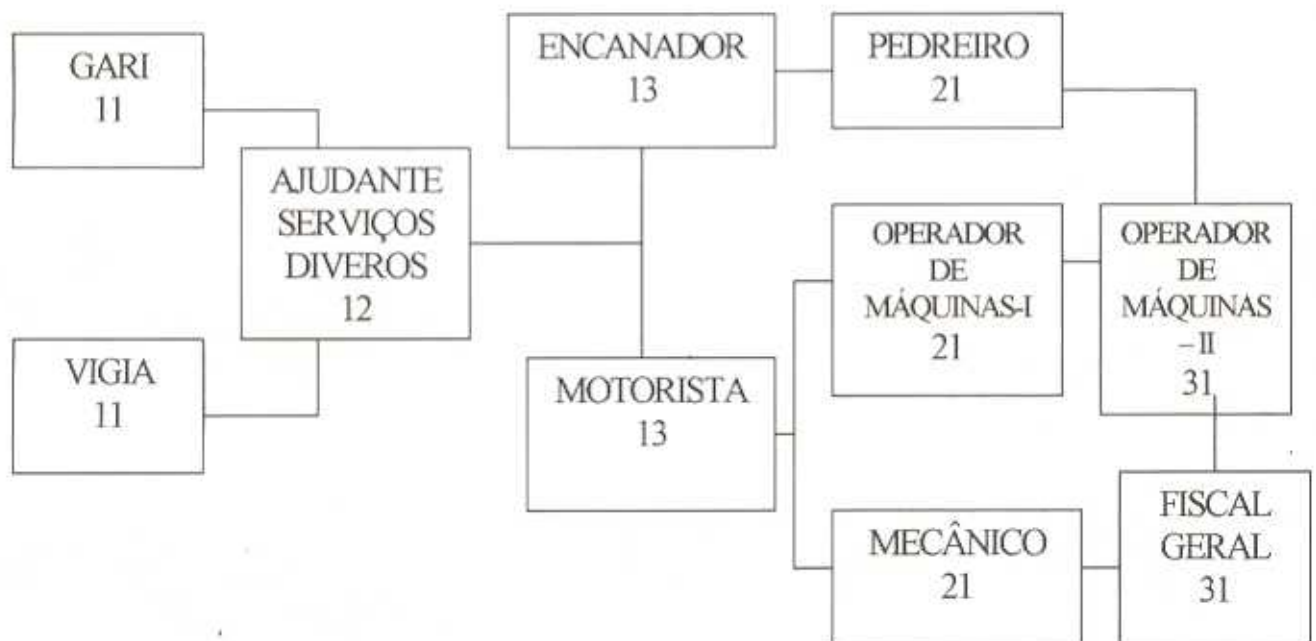 GARI
11
VIGIA
11
AJUDANTE
SERVIÇOS
DIVEROS
12
ENCANADOR
13
MOTORISTA
13
PEDREIRO
21
OPERADOR
DE
MÁQUINAS-I
21
MECÂNICO
21
OPERADOR
DE
MÁQUINAS
–II
31
FISCAL
GERAL
31